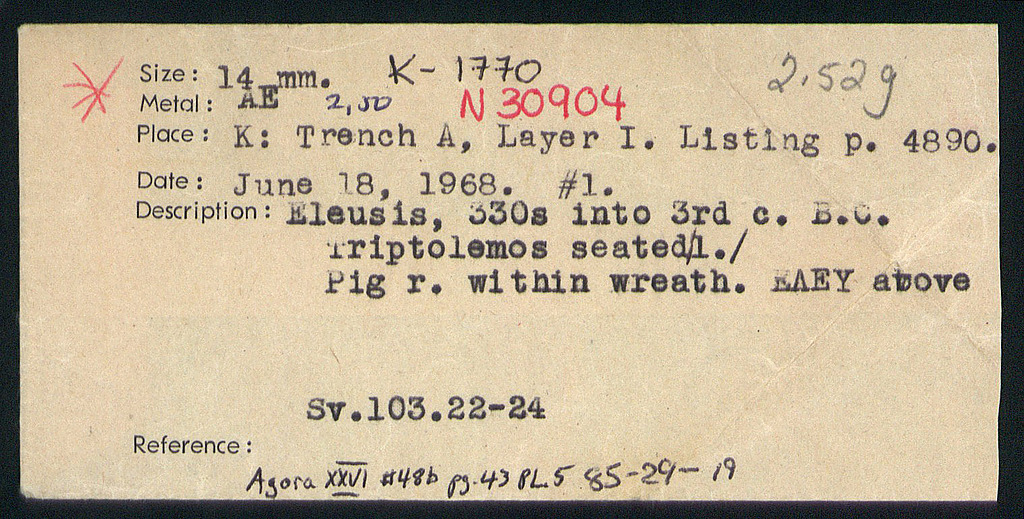 Size: 14 mm. K-1770 2.52g
Metal: AE 2,50 N 30904
Place: K: Trench A, Layer I. Listing p. 4890.
Date: June 18, 1968. #1.
Description: Eleusis, 330s into 3rd c. B.C.
Triptolemos seated/l./
Pig r. within wreath. EΛEY above
Sv.103.22-24
Reference:
Agora XXVI #48b pg.43 PL.5 85-29-19